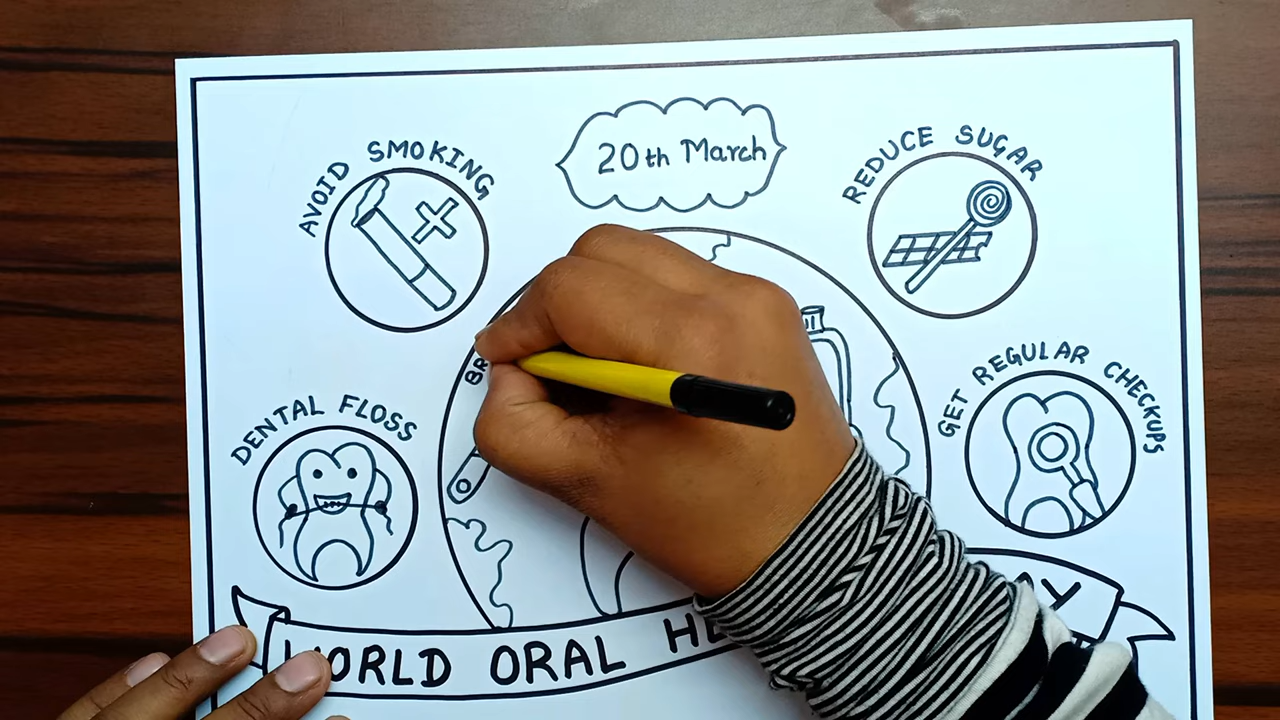 20th March
AVOID SMOKING
REDUCE SUGAR
GET REGULAR CHECKUPS
DENTAL FLOSS
WORLD ORAL